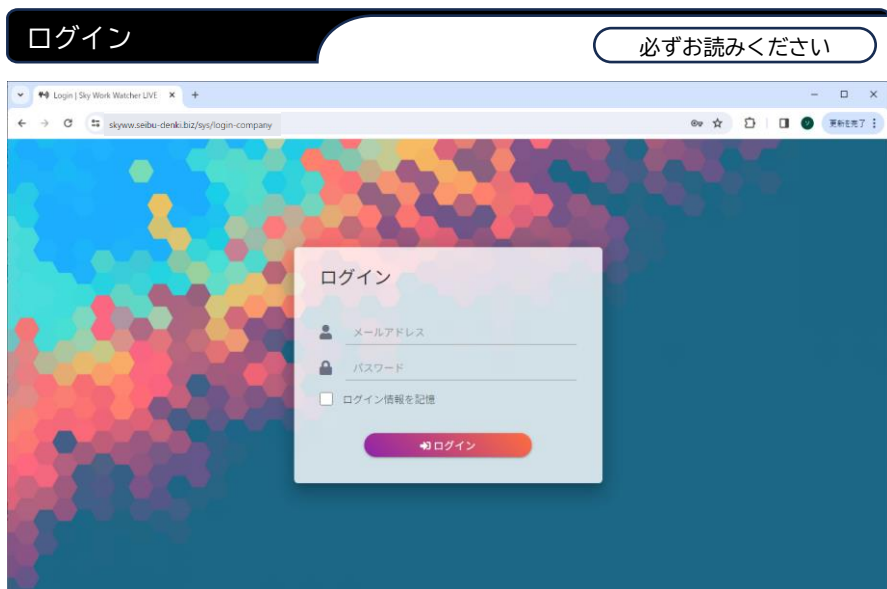 ログイン
必ずお読みください
Login | Sky Work Watcher LIVE
skyww.seibu-denki.biz/sys/login-company
更新を完了
ログイン
メールアドレス
パスワード
ログイン情報を記憶
ログイン